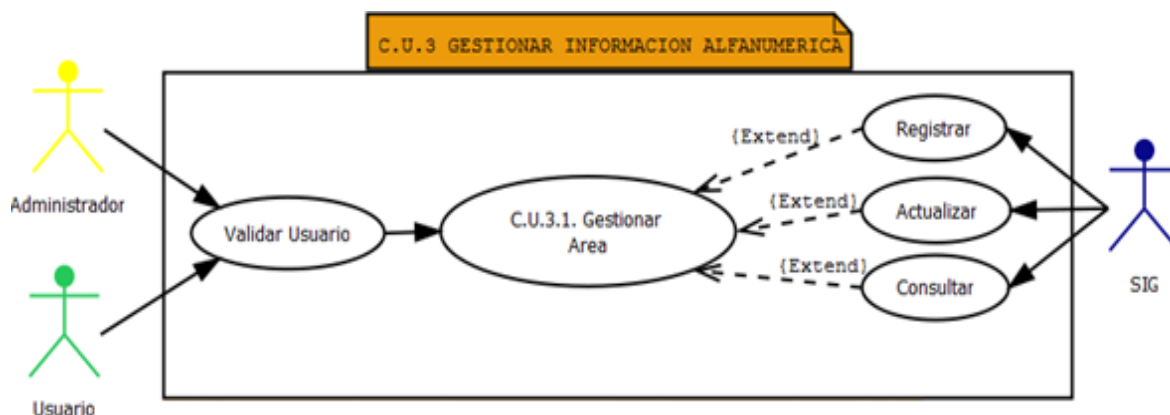 C.U.3 GESTIONAR INFORMACION ALFANUMERICA
Administrador
Usuario
Validar Usuario
C.U.3.1. Gestionar
Area
{Extend}
{Extend}
{Extend}
Registrar
Actualizar
Consultar
SIG